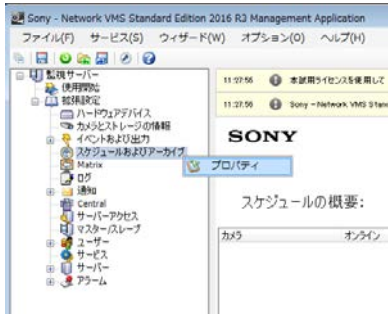 Sony - Network VMS Standard Edition 2016 R3 Management Application
ファイル(F) サービス(S) ウィザード(W) オプション(O) ヘルプ(H)
監視サーバー
使用開始
拡張設定
ハードウェアデバイス
カメラとストレージの情報
イベントおよび出力
スケジュールおよびアーカイブ
Matrix
ログ
通知
Central
サーバーアクセス
マスター/スレーブ
ユーザー
サービス
サーバー
アラーム
プロパティ
11:27:56 本試用ライセンスを使用して
11:27:56 Sony - Network VMS Stan
SONY
スケジュールの概要:
カメラ オンライン